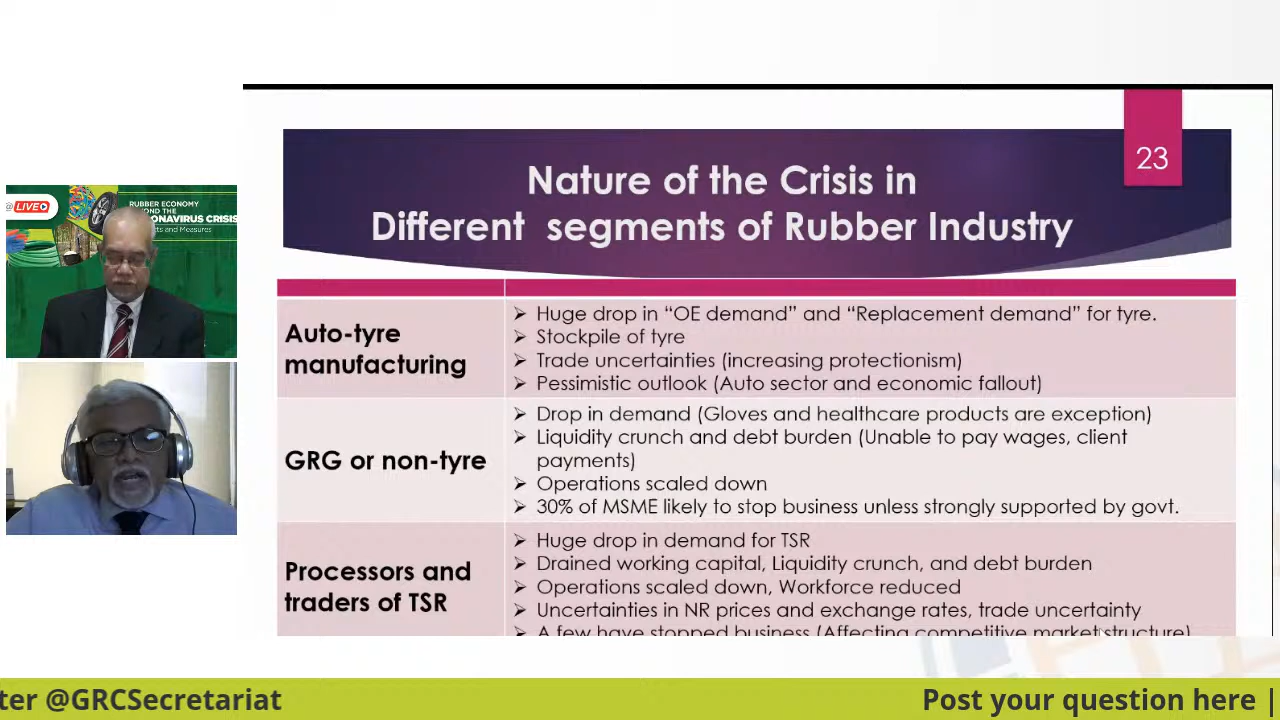 @ LIVE
RUBBER ECONOMY
THE
CORONAVIRUS CRISIS
and Measures
23
Nature of the Crisis in
Different segments of Rubber Industry
Auto-tyre
manufacturing
➢ Huge drop in “OE demand” and “Replacement demand” for tyre.
➢ Stockpile of tyre
➢ Trade uncertainties (increasing protectionism)
➢ Pessimistic outlook (Auto sector and economic fallout)
GRG or non-tyre
➢ Drop in demand (Gloves and healthcare products are exception)
➢ Liquidity crunch and debt burden (Unable to pay wages, client
payments)
➢ Operations scaled down
➢ 30% of MSME likely to stop business unless strongly supported by govt.
Processors and
traders of TSR
➢ Huge drop in demand for TSR
➢ Drained working capital, Liquidity crunch, and debt burden
➢ Operations scaled down, Workforce reduced
➢ Uncertainties in NR prices and exchange rates, trade uncertainty
➢ A few have stopped business (Affecting competitive market structure)
ter @GRCSecretariat
Post your question here |